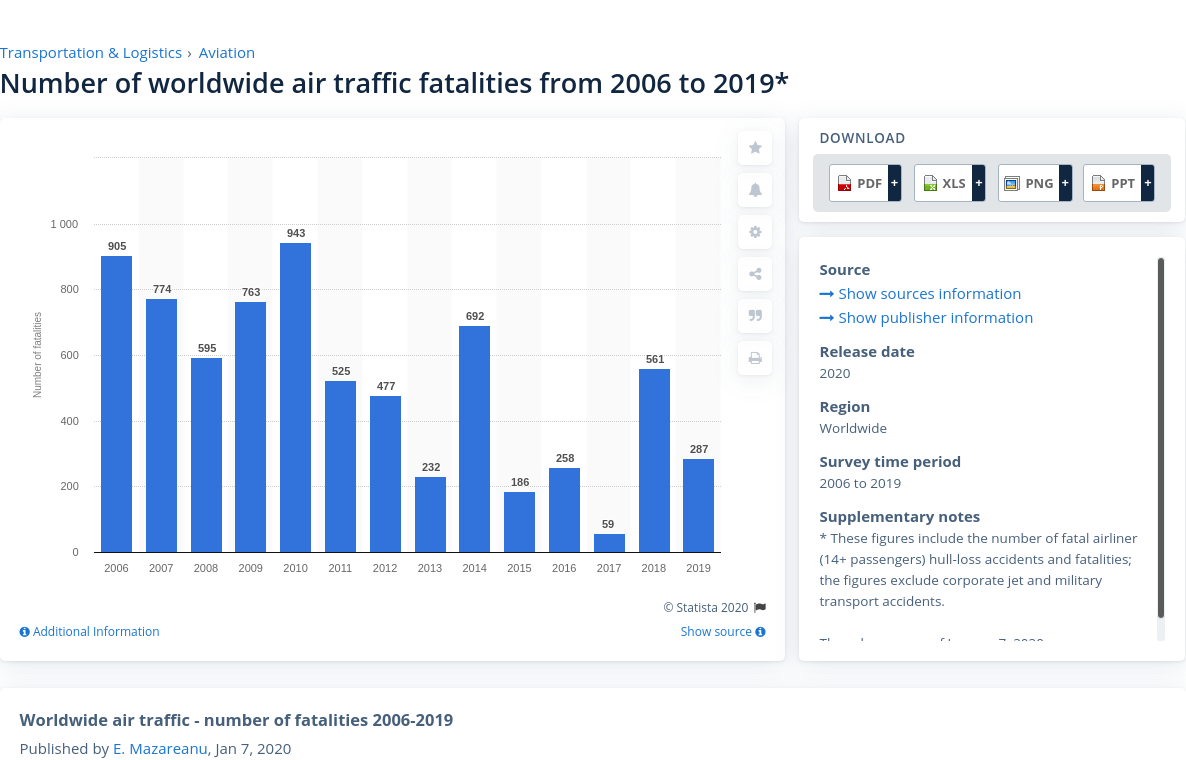 Transportation & Logistics › Aviation
Number of worldwide air traffic fatalities from 2006 to 2019*
1 000
800
600
400
200
0
Number of fatalities
905
774
595
763
943
525
477
232
692
186
258
59
561
287
2006 2007 2008 2009 2010 2011 2012 2013 2014 2015 2016 2017 2018 2019
© Statista 2020
Additional Information
Show source
DOWNLOAD
PDF + XLS + PNG + PPT +
Source
Show sources information
Show publisher information
Release date
2020
Region
Worldwide
Survey time period
2006 to 2019
Supplementary notes
* These figures include the number of fatal airliner
(14+ passengers) hull-loss accidents and fatalities;
the figures exclude corporate jet and military
transport accidents.
Worldwide air traffic - number of fatalities 2006-2019
Published by E. Mazareanu, Jan 7, 2020